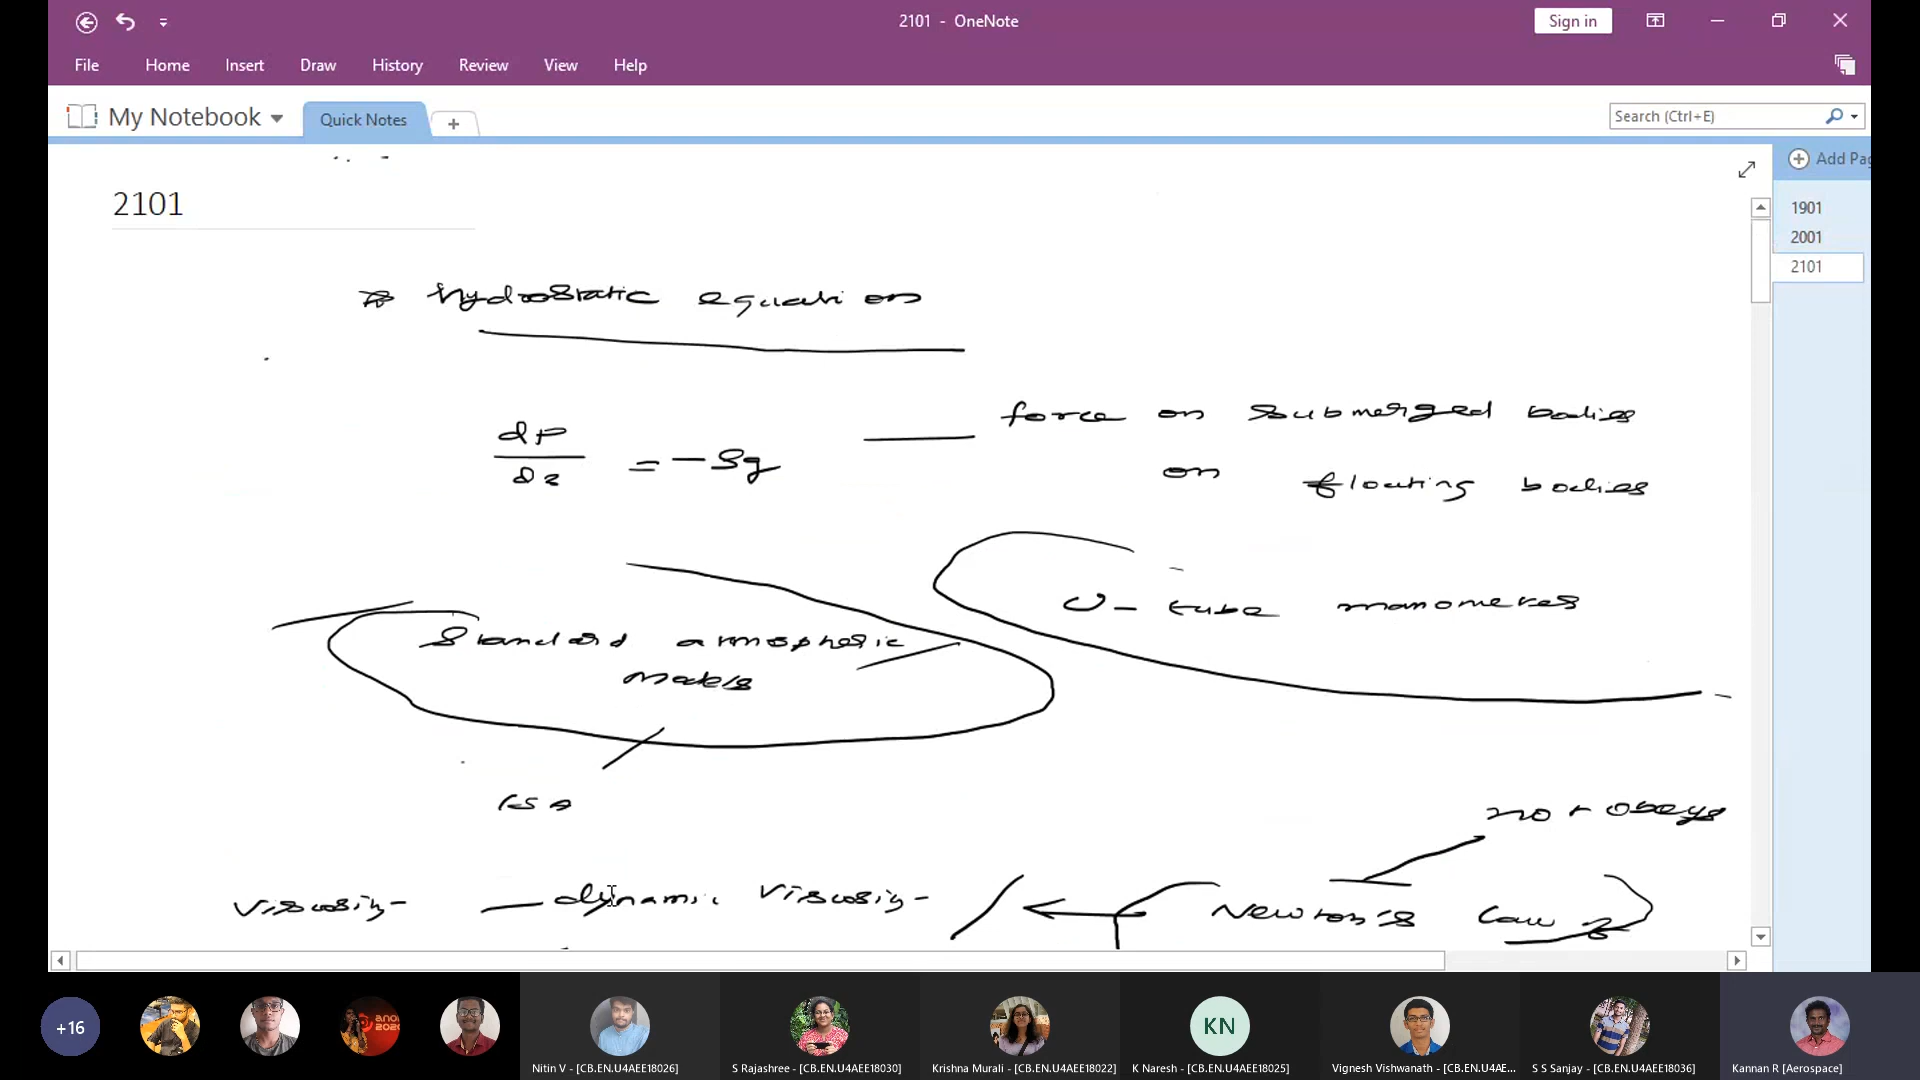 2101 - OneNote
Sign in
File Home Insert Draw History Review View Help
My Notebook
Quick Notes
Search (Ctrl+E)
Add Pag
2101
1901
2001
2101
hydrostatic equation
dP/dz = -ρg
force on submerged bodies
on floating bodies
U - tube manometers
Standard atmospheric
models
ISA
not obeys
Viscosity - dynamic Viscosity
Newton's Law
+16
Nitin V - [CB.EN.U4AEE18026]
S Rajashree - [CB.EN.U4AEE18030]
Krishna Murali - [CB.EN.U4AEE18022]
KN
K Naresh - [CB.EN.U4AEE18025]
Vignesh Vishwanath - [CB.EN.U4AE...
S S Sanjay - [CB.EN.U4AEE18036]
Kannan R [Aerospace]